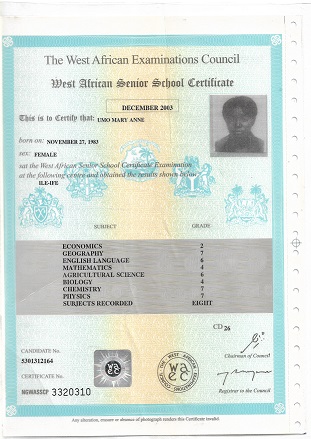 The West African Examinations Council
West African Senior School Certificate
DECEMBER 2003
This is to Certify that: UMO MARY ANNE
born on: NOVEMBER 27, 1983
sex: FEMALE
sat the West African Senior School Certificate Examination
at the following centre and obtained the results shown below
ILE-IFE
SUBJECT GRADE
ECONOMICS 2
GEOGRAPHY 7
ENGLISH LANGUAGE 6
MATHEMATICS 4
AGRICULTURAL SCIENCE 6
BIOLOGY 4
CHEMISTRY 7
PHYSICS 7
SUBJECTS RECORDED EIGHT
CD 26
Chairman of Council
CANDIDATE NO.
5301312164
CERTIFICATE NO.
NGWASSCP 3320310
Registrar to the Council
Any alteration, erasure or absence of photograph renders this Certificate invalid